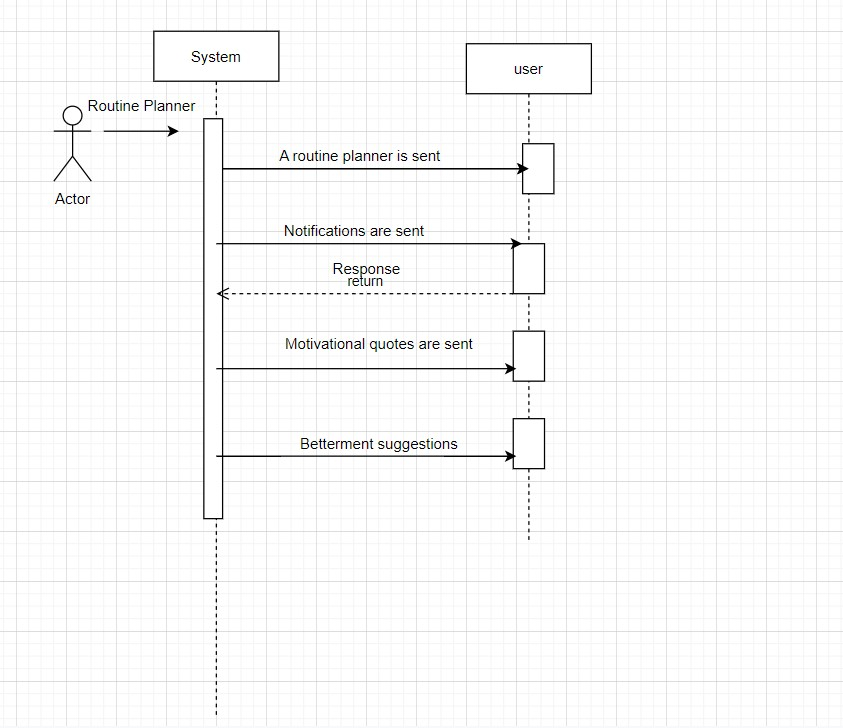 System
user
Routine Planner
Actor
A routine planner is sent
Notifications are sent
Response
return
Motivational quotes are sent
Betterment suggestions